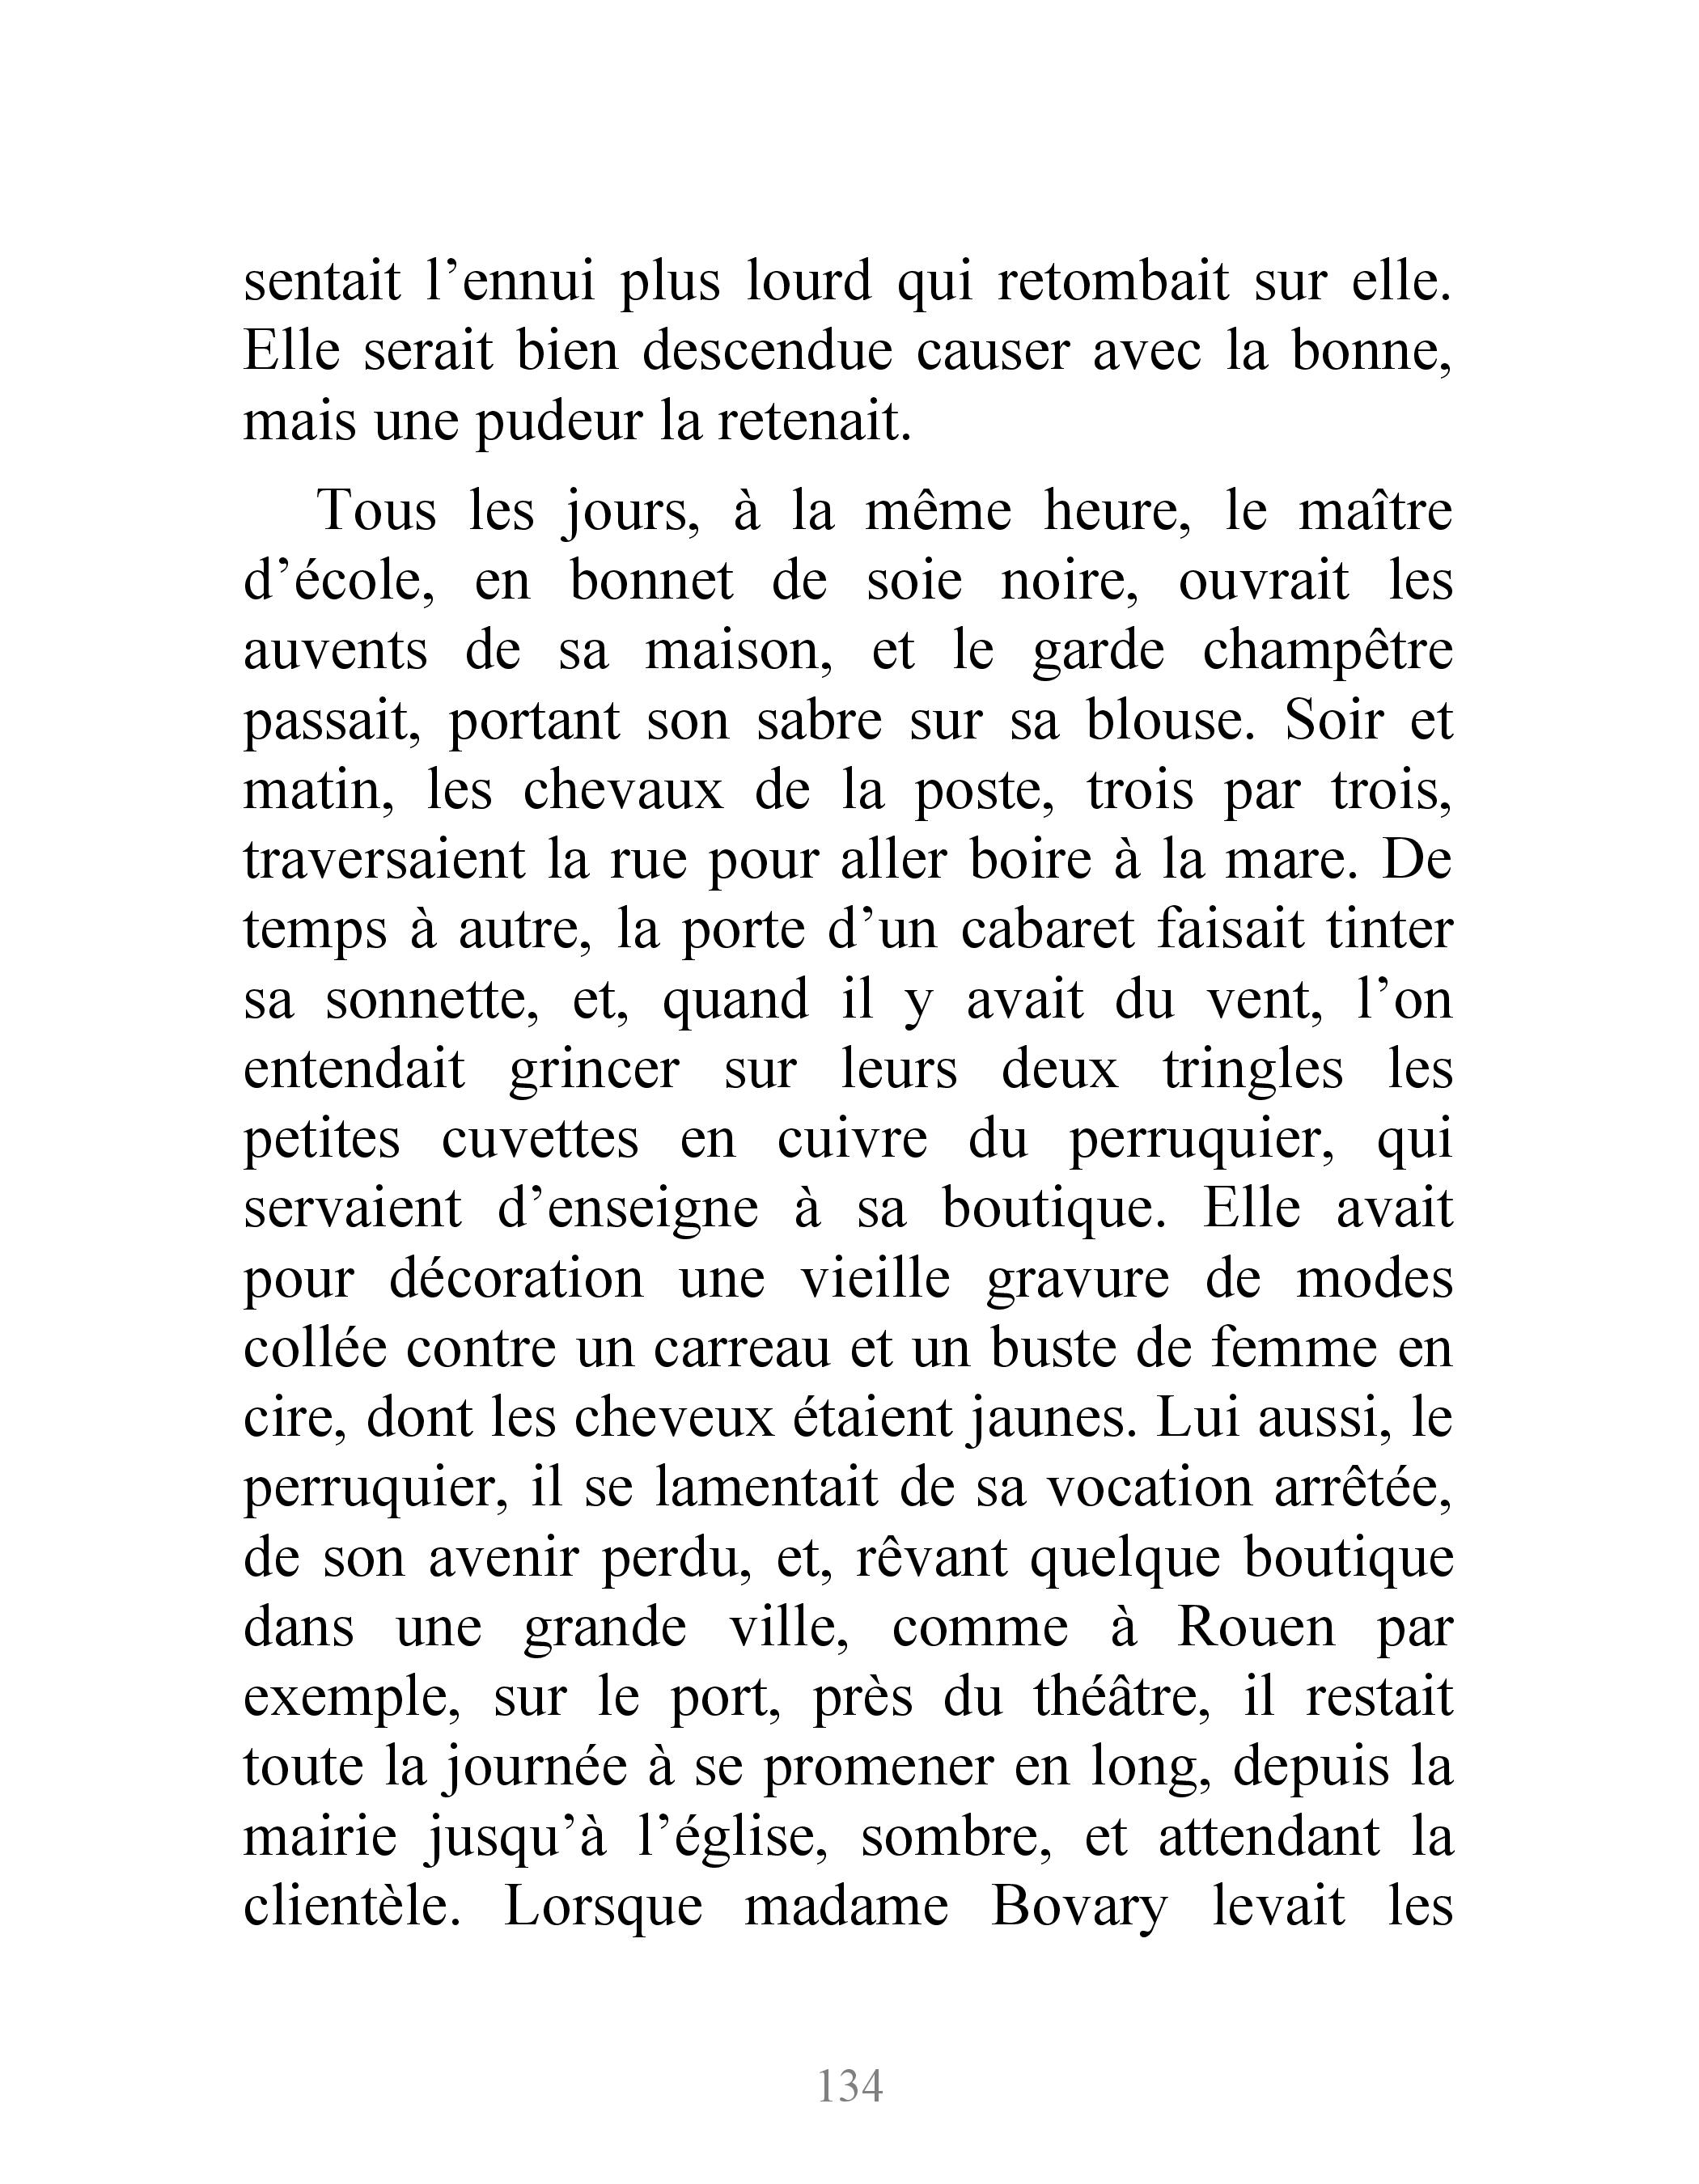 sentait l’ennui plus lourd qui retombait sur elle.
Elle serait bien descendue causer avec la bonne,
mais une pudeur la retenait.
Tous les jours, à la même heure, le maître
d’école, en bonnet de soie noire, ouvrait les
auvents de sa maison, et le garde champêtre
passait, portant son sabre sur sa blouse. Soir et
matin, les chevaux de la poste, trois par trois,
traversaient la rue pour aller boire à la mare. De
temps à autre, la porte d’un cabaret faisait tinter
sa sonnette, et, quand il y avait du vent, l’on
entendait grincer sur leurs deux tringles les
petites cuvettes en cuivre du perruquier, qui
servaient d’enseigne à sa boutique. Elle avait
pour décoration une vieille gravure de modes
collée contre un carreau et un buste de femme en
cire, dont les cheveux étaient jaunes. Lui aussi, le
perruquier, il se lamentait de sa vocation arrêtée,
de son avenir perdu, et, rêvant quelque boutique
dans une grande ville, comme à Rouen par
exemple, sur le port, près du théâtre, il restait
toute la journée à se promener en long, depuis la
mairie jusqu’à l’église, sombre, et attendant la
clientèle. Lorsque madame Bovary levait les
134